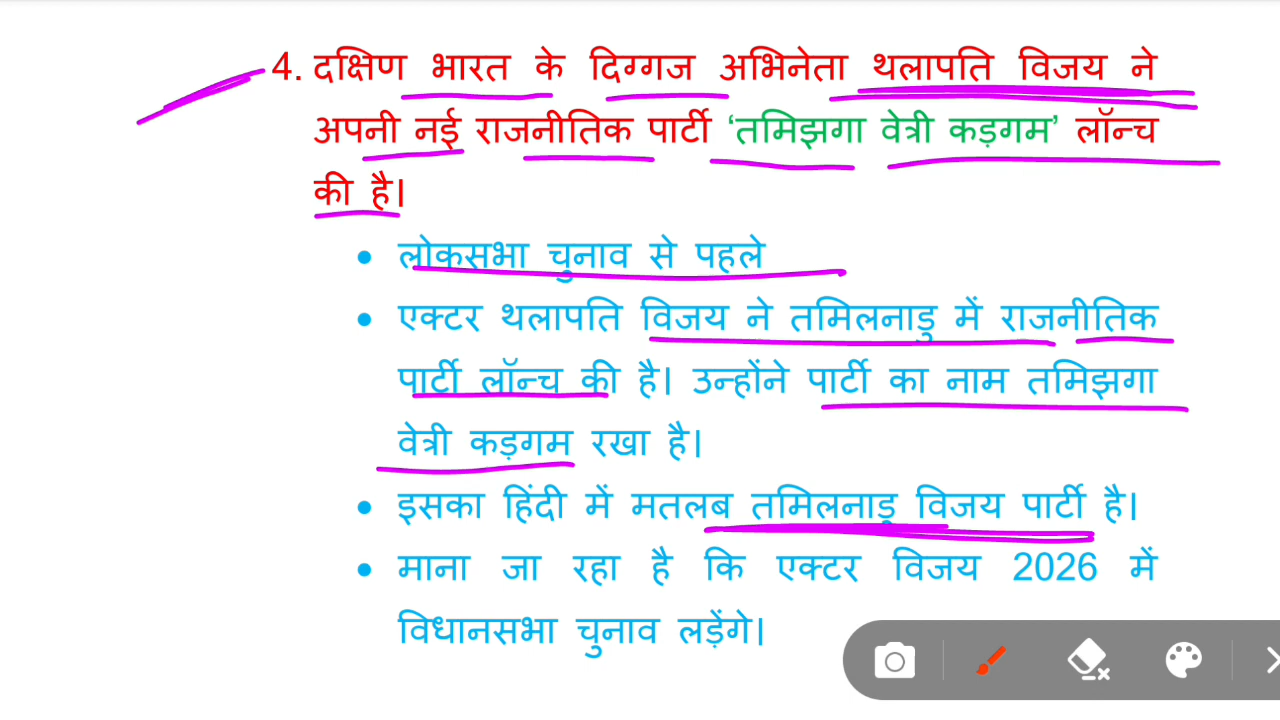 4. दक्षिण भारत के दिग्गज अभिनेता थलापति विजय ने
अपनी नई राजनीतिक पार्टी ‘तमिझगा वेत्री कड़गम’ लॉन्च
की है।
• लोकसभा चुनाव से पहले
• एक्टर थलापति विजय ने तमिलनाडु में राजनीतिक
पार्टी लॉन्च की है। उन्होंने पार्टी का नाम तमिझगा
वेत्री कड़गम रखा है।
• इसका हिंदी में मतलब तमिलनाडु विजय पार्टी है।
• माना जा रहा है कि एक्टर विजय 2026 में
विधानसभा चुनाव लड़ेंगे।